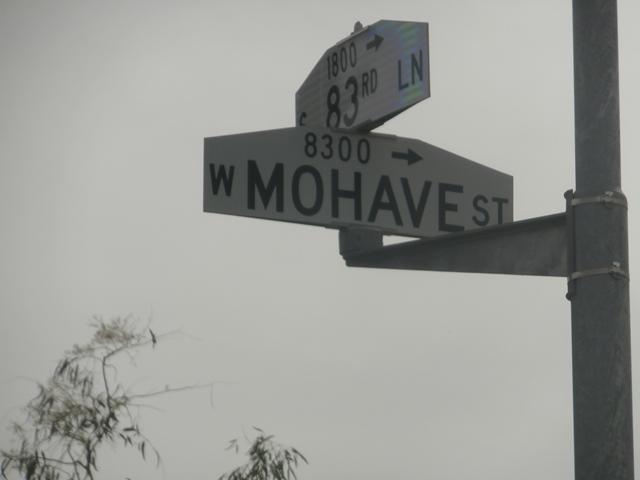 1800 →
S 83RD LN
8300 →
W MOHAVE ST